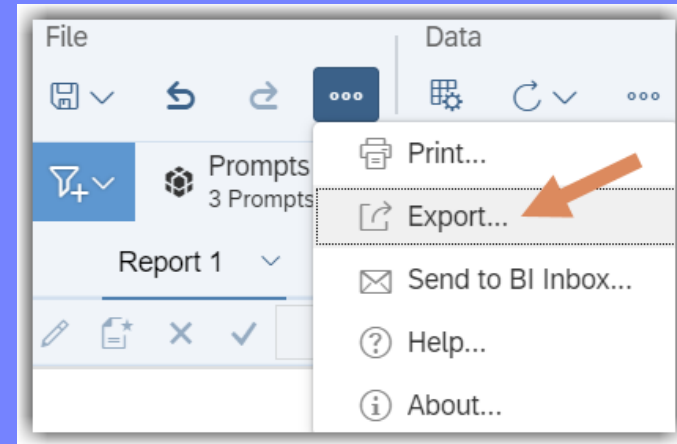 File
Data
Prompts
3 Prompts
Report 1
Print...
Export...
Send to BI Inbox...
Help...
About...